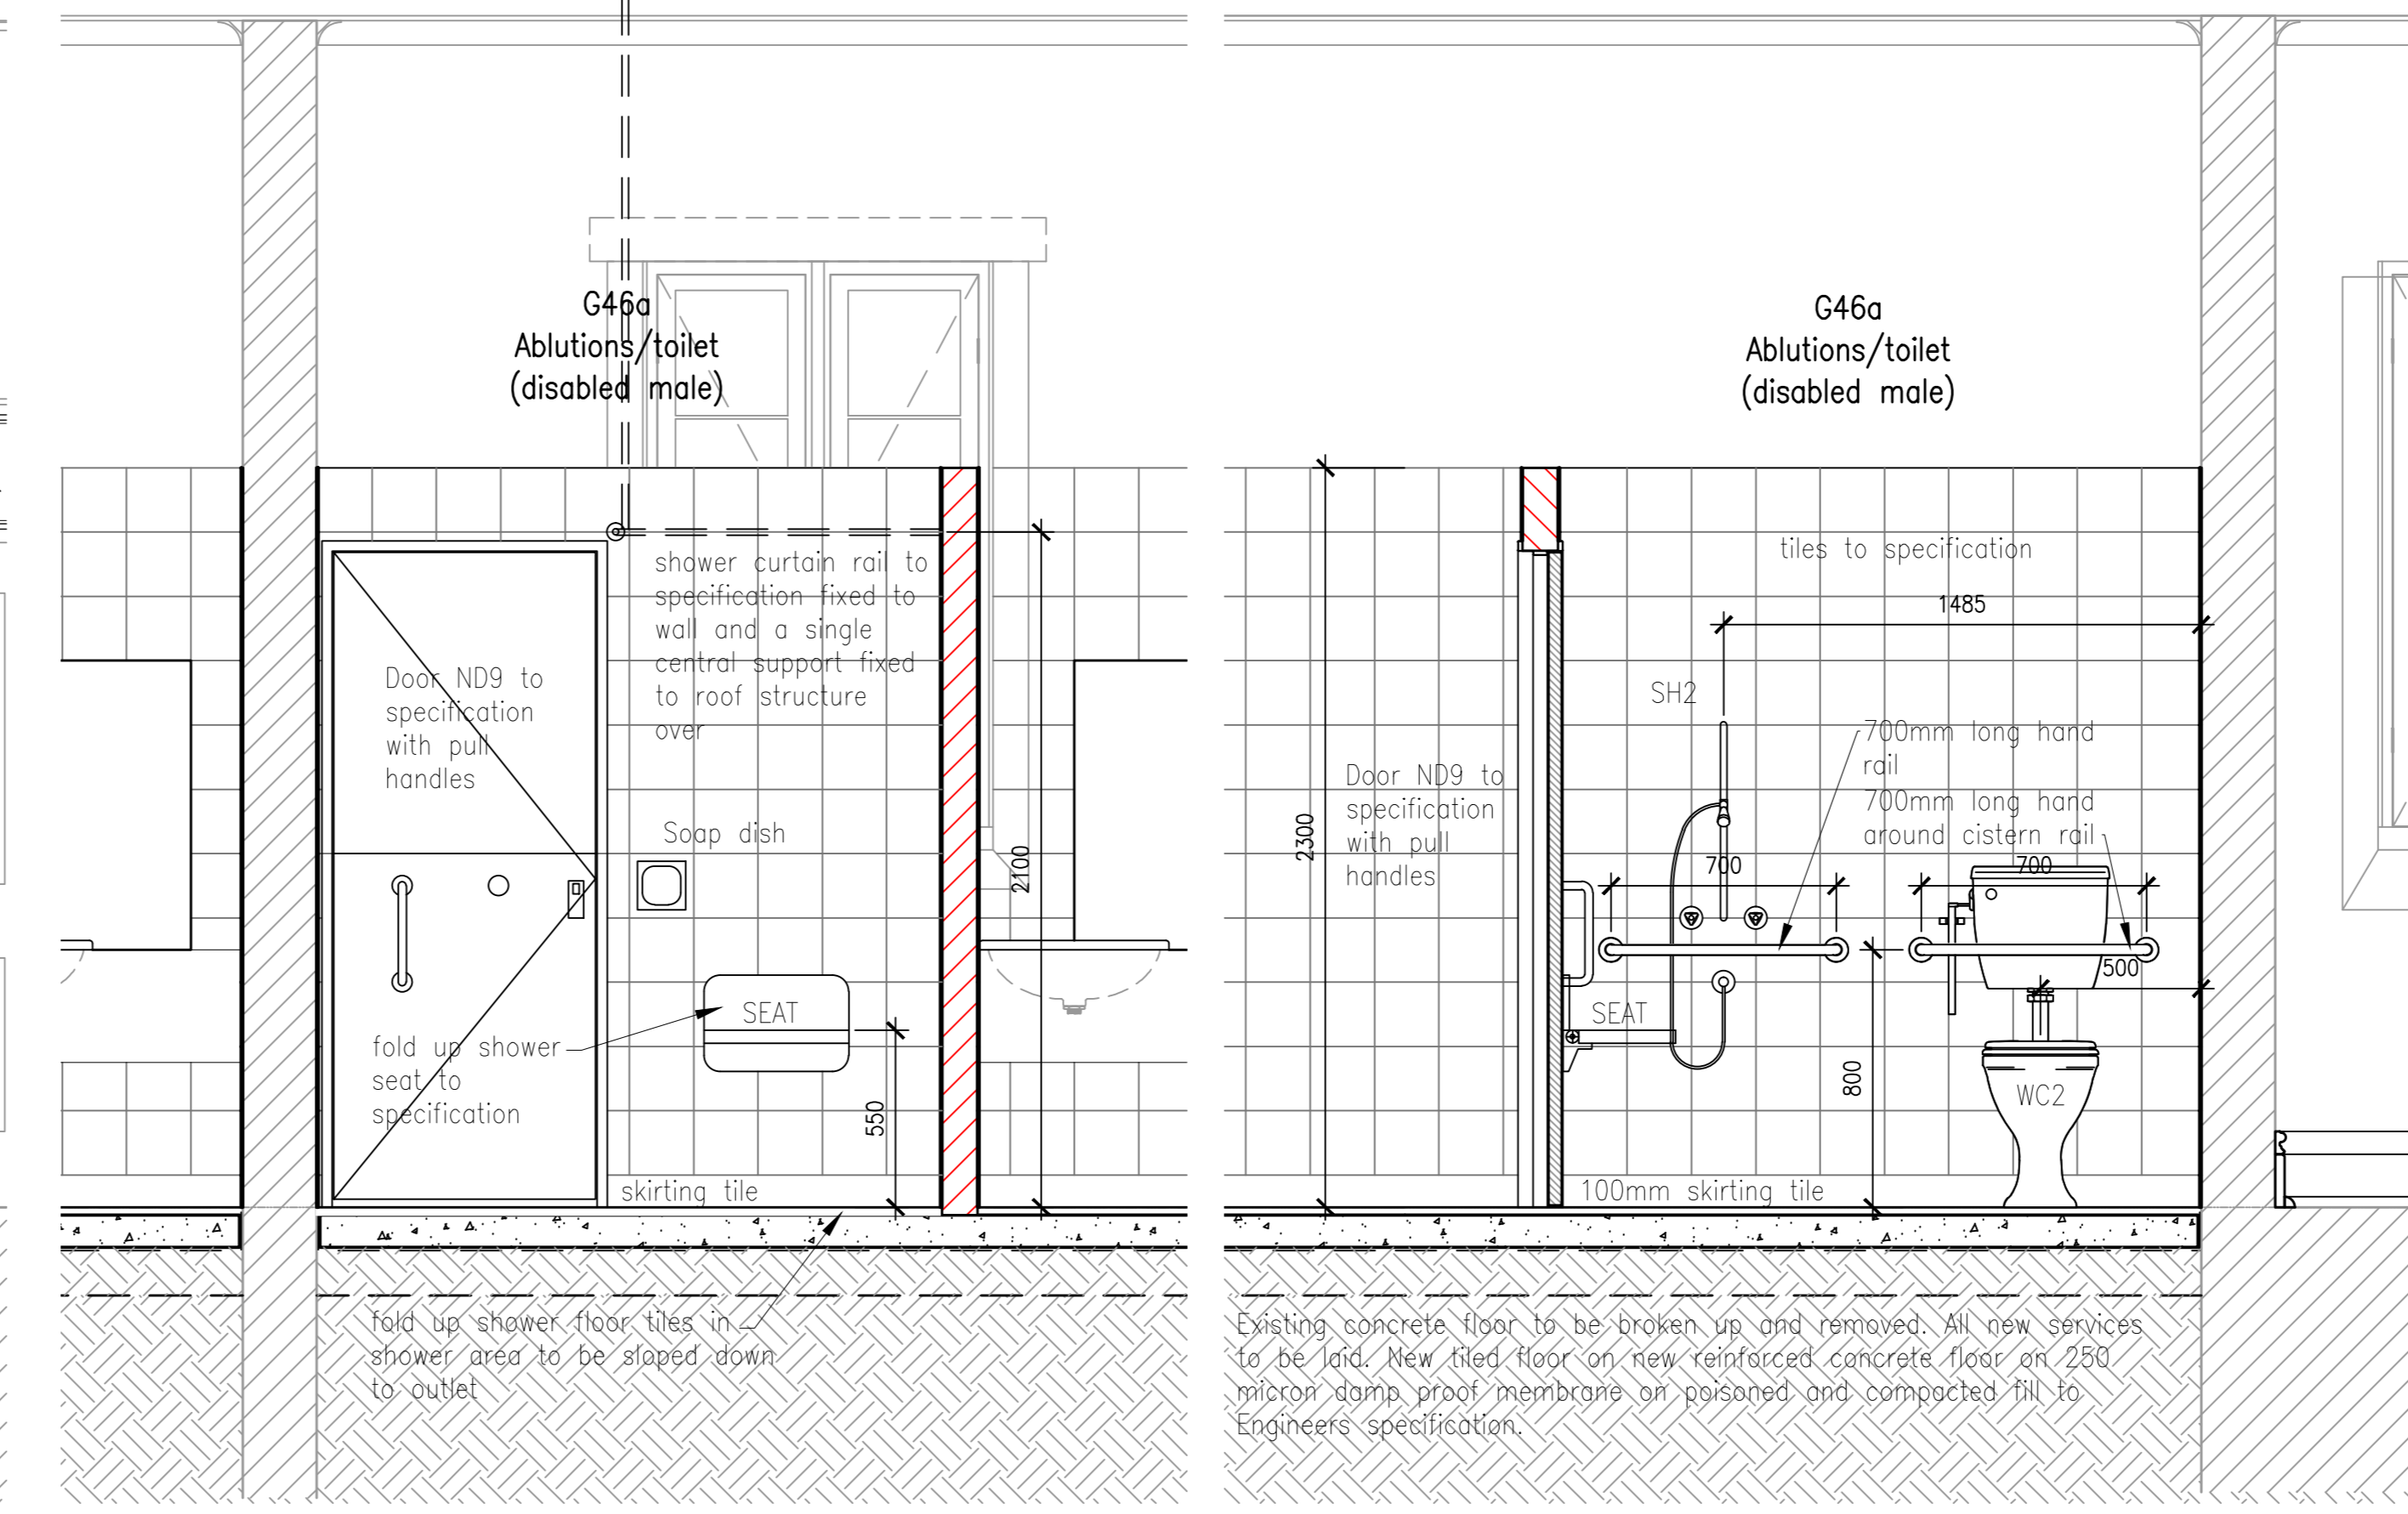 G46a
Ablutions/toilet
(disabled male)
shower curtain rail to
specification fixed to
wall and a single
central support fixed
to roof structure
over
Door ND9 to
specification
with pull
handles
Soap dish
2100
SEAT
fold up shower
seat to
specification
550
skirting tile
fold up shower floor tiles in
shower area to be sloped down
to outlet
G46a
Ablutions/toilet
(disabled male)
tiles to specification
1485
SH2
700mm long hand
rail
700mm long hand
around cistern rail
Door ND9 to
specification
with pull
handles
2300
700
700
500
SEAT
800
WC2
100mm skirting tile
Existing concrete floor to be broken up and removed. All new services
to be laid. New tiled floor on new reinforced concrete floor on 250
micron damp proof membrane on poisoned and compacted fill to
Engineers specification.